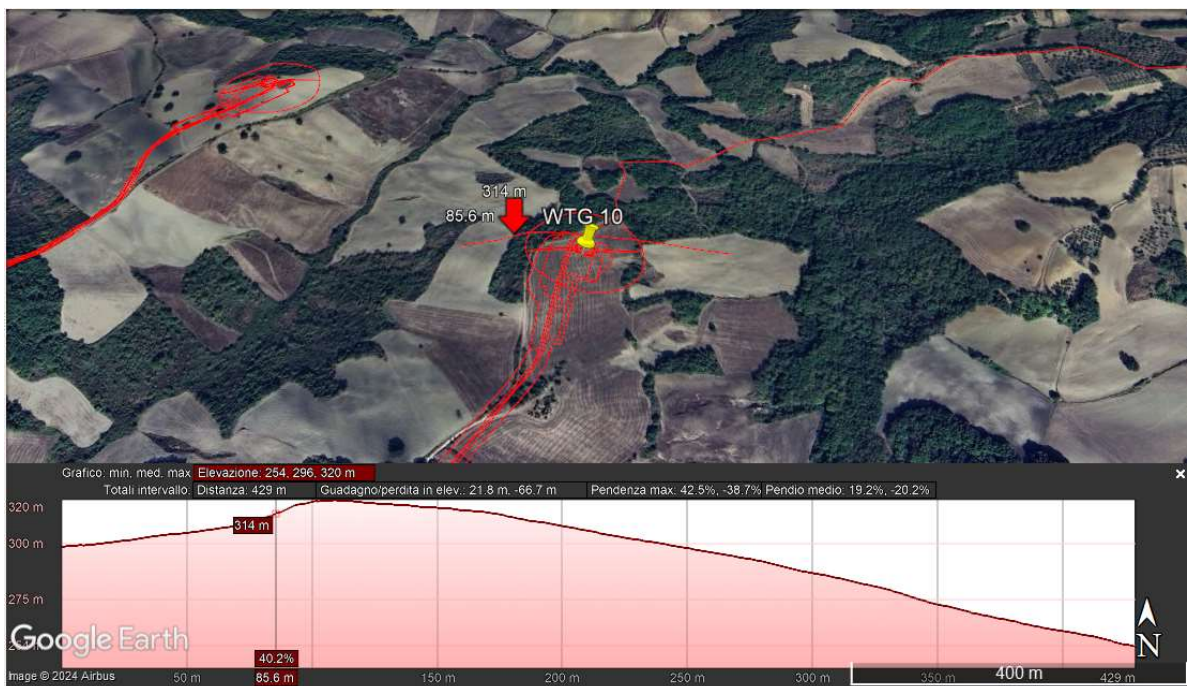 314 m
85.6 m
WTG 10
Grafico: min. med. max Elevazione: 254, 296, 320 m
Totali intervallo: Distanza: 429 m Guadagno/perdita in elev.: 21.8 m, -66.7 m Pendenza max: 42.5%, -38.7% Pendio medio: 19.2%, -20.2%
320 m
314 m
300 m
275 m
Google Earth
N
40.2%
Image © 2024 Airbus
50 m 85.6 m 150 m 200 m 250 m 300 m 350 m 400 m 429 m